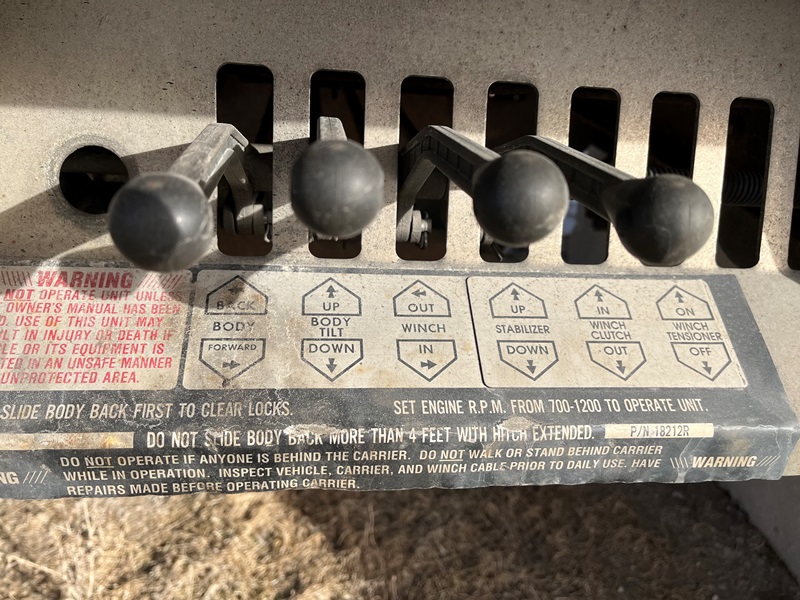 WARNING
NOT OPERATE UNIT UNLESS
OWNER'S MANUAL HAS BEEN
D. USE OF THIS UNIT MAY
LT IN INJURY OR DEATH IF
LE OR ITS EQUIPMENT IS
TED IN AN UNSAFE MANNER
UNPROTECTED AREA.
BACK
BODY
FORWARD
UP
BODY
TILT
DOWN
OUT
WINCH
IN
UP
STABILIZER
DOWN
IN
WINCH
CLUTCH
OUT
ON
WINCH
TENSIONER
OFF
SLIDE BODY BACK FIRST TO CLEAR LOCKS.
SET ENGINE R.P.M. FROM 700-1200 TO OPERATE UNIT.
DO NOT SLIDE BODY BACK MORE THAN 4 FEET WITH HITCH EXTENDED.
P/N 18212R
NG
DO NOT OPERATE IF ANYONE IS BEHIND THE CARRIER. DO NOT WALK OR STAND BEHIND CARRIER
WHILE IN OPERATION. INSPECT VEHICLE, CARRIER, AND WINCH CABLE PRIOR TO DAILY USE. HAVE
REPAIRS MADE BEFORE OPERATING CARRIER.
WARNING